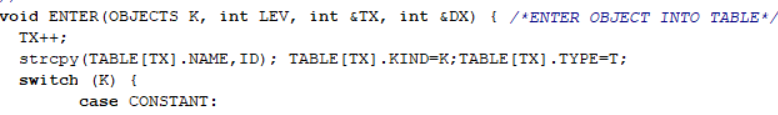 void ENTER(OBJECTS K, int LEV, int &TX, int &DX) { /*ENTER OBJECT INTO TABLE*/
TX++;
strcpy(TABLE[TX].NAME,ID); TABLE[TX].KIND=K;TABLE[TX].TYPE=T;
switch (K) {
case CONSTANT: